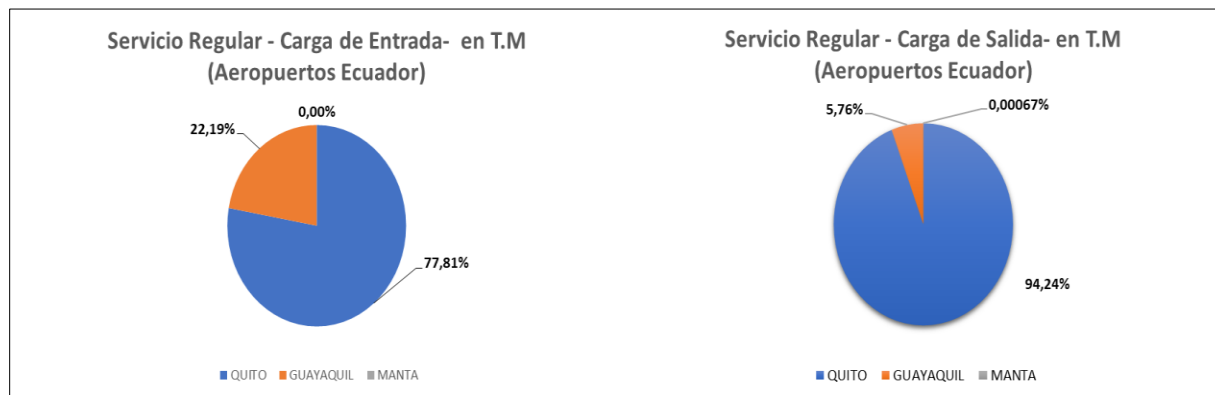 Servicio Regular - Carga de Entrada- en T.M
(Aeropuertos Ecuador)
0,00%
22,19%
77,81%
QUITO GUAYAQUIL MANTA
Servicio Regular - Carga de Salida- en T.M
(Aeropuertos Ecuador)
5,76%
0,00067%
94,24%
QUITO GUAYAQUIL MANTA